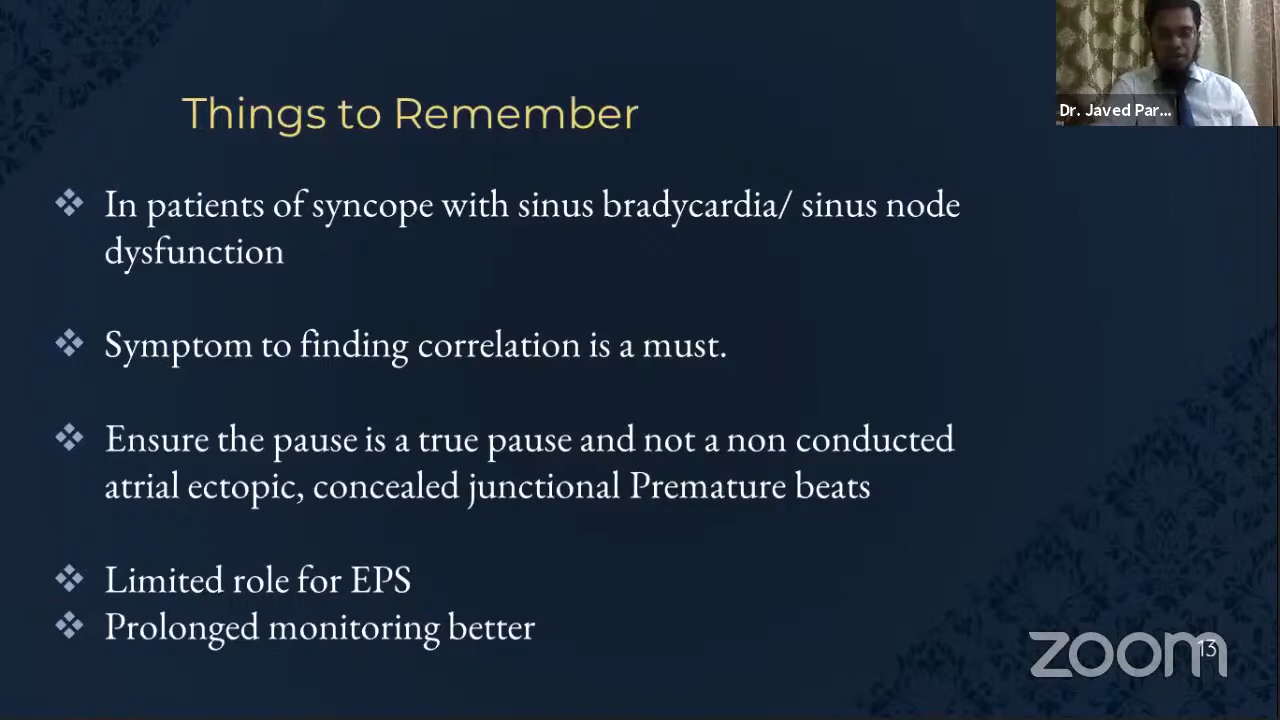 Things to Remember
Dr. Javed Par...
❖ In patients of syncope with sinus bradycardia/ sinus node
dysfunction
❖ Symptom to finding correlation is a must.
❖ Ensure the pause is a true pause and not a non conducted
atrial ectopic, concealed junctional Premature beats
❖ Limited role for EPS
❖ Prolonged monitoring better
zoom
13